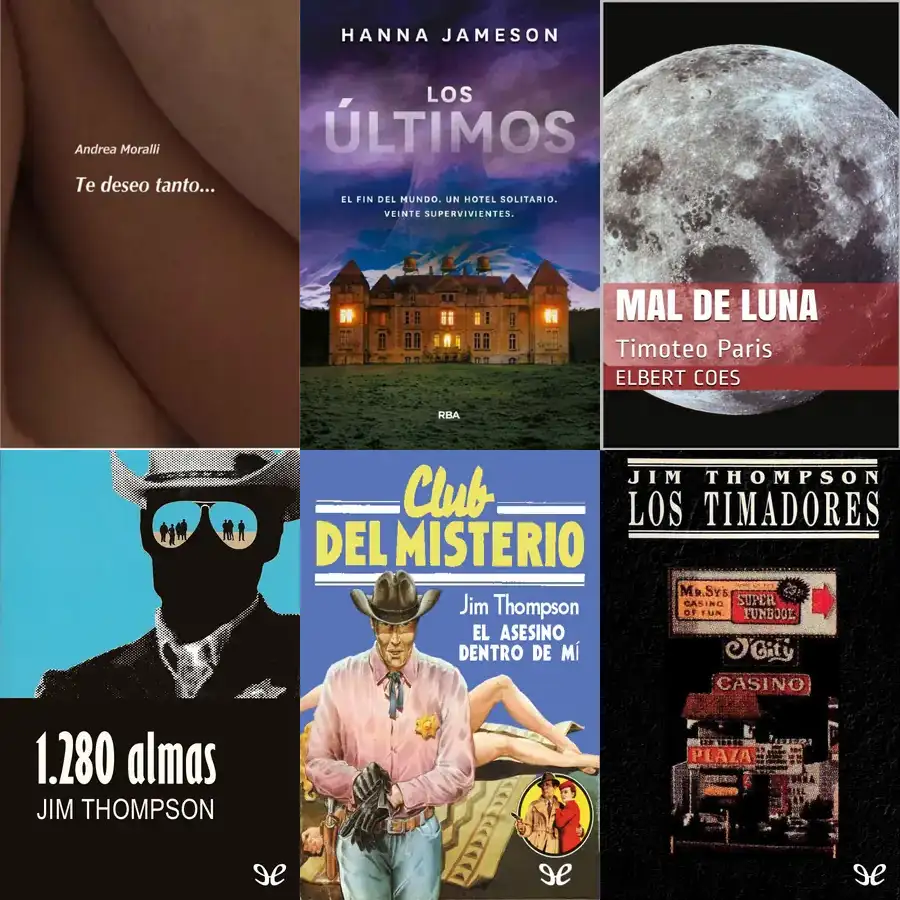 Andrea Moralli
Te deseo tanto...
HANNA JAMESON
LOS
ÚLTIMOS
EL FIN DEL MUNDO. UN HOTEL SOLITARIO.
VEINTE SUPERVIVIENTES.
RBA
MAL DE LUNA
Timoteo Paris
ELBERT COES
1.280 almas
JIM THOMPSON
Club
DEL MISTERIO
Jim Thompson
EL ASESINO
DENTRO DE MÍ
JIM THOMPSON
LOS TIMADORES
CASINO
OF FUN.
SUPER
FUNBOOK
O'City
CASINO
PLAZA